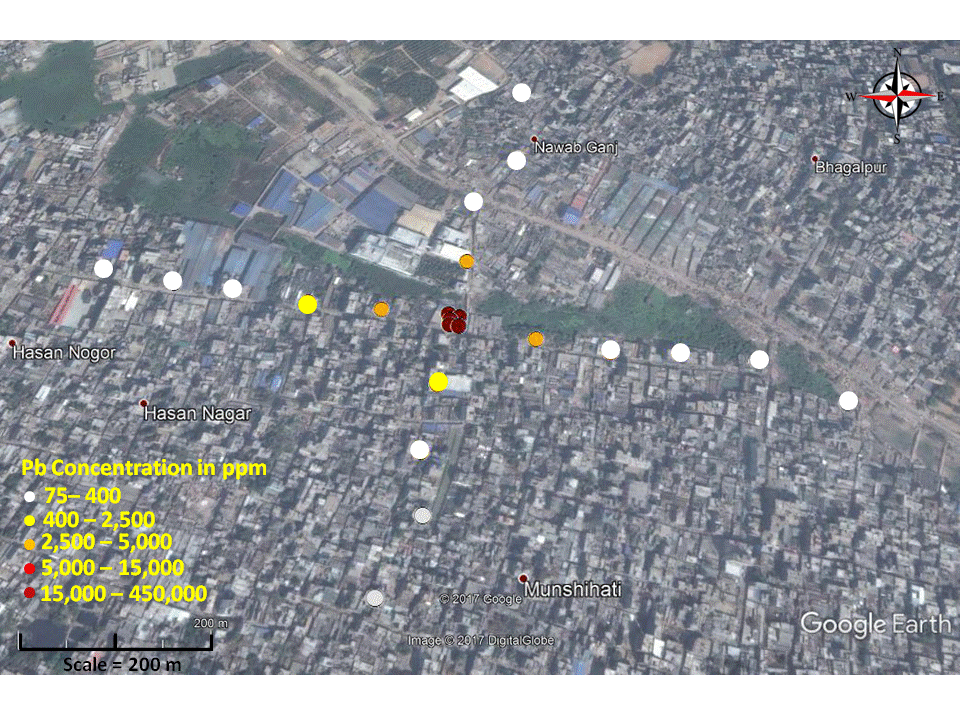 N
W E
S
Nawab Ganj
Bhagalpur
Hasan Nogor
Hasan Nagar
Pb Concentration in ppm
75– 400
400 – 2,500
2,500 – 5,000
5,000 – 15,000
15,000 – 450,000
Munshihati
© 2017 Google
200 m
Google Earth
Image © 2017 DigitalGlobe
Scale = 200 m